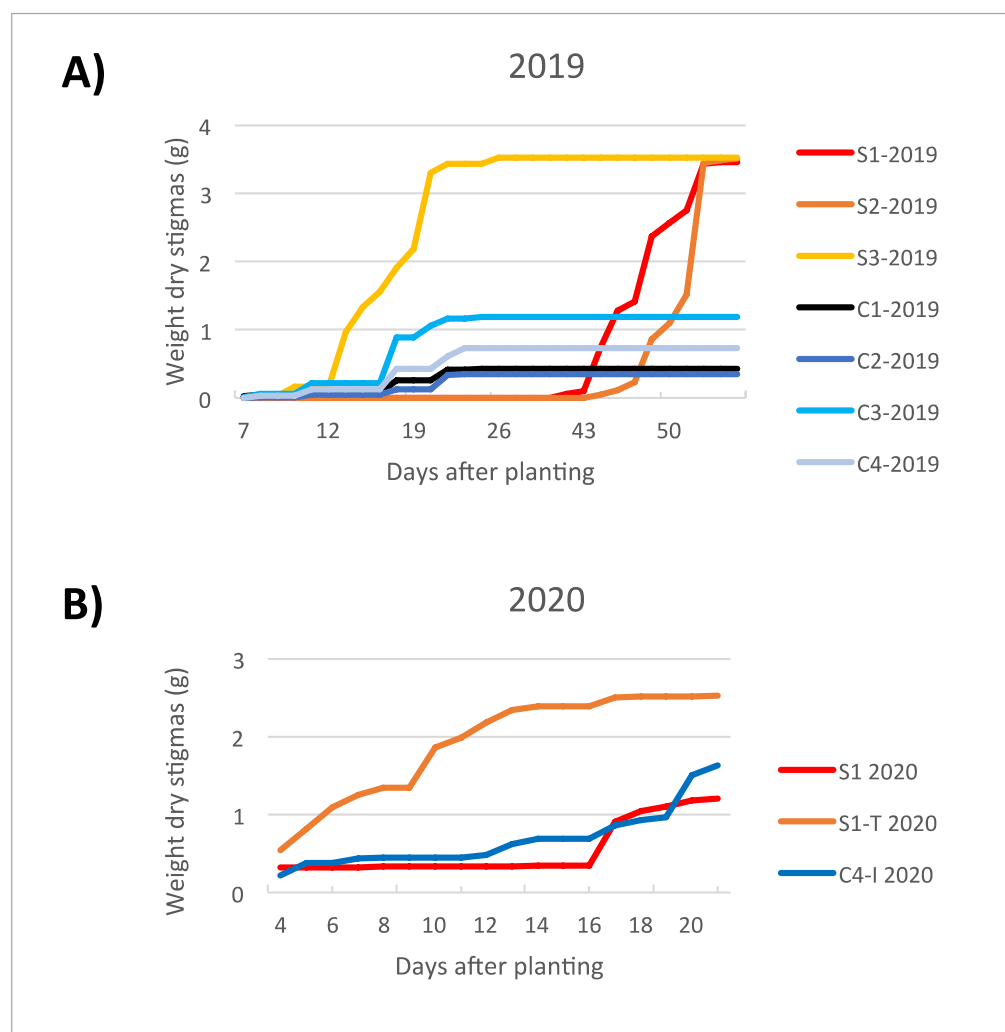 A)
2019
Weight dry stigmas (g)
4
3
2
1
0
7 12 19 26 43 50
Days after planting
S1-2019
S2-2019
S3-2019
C1-2019
C2-2019
C3-2019
C4-2019
B)
2020
Weight dry stigmas (g)
3
2
1
0
4 6 8 10 12 14 16 18 20
Days after planting
S1 2020
S1-T 2020
C4-I 2020